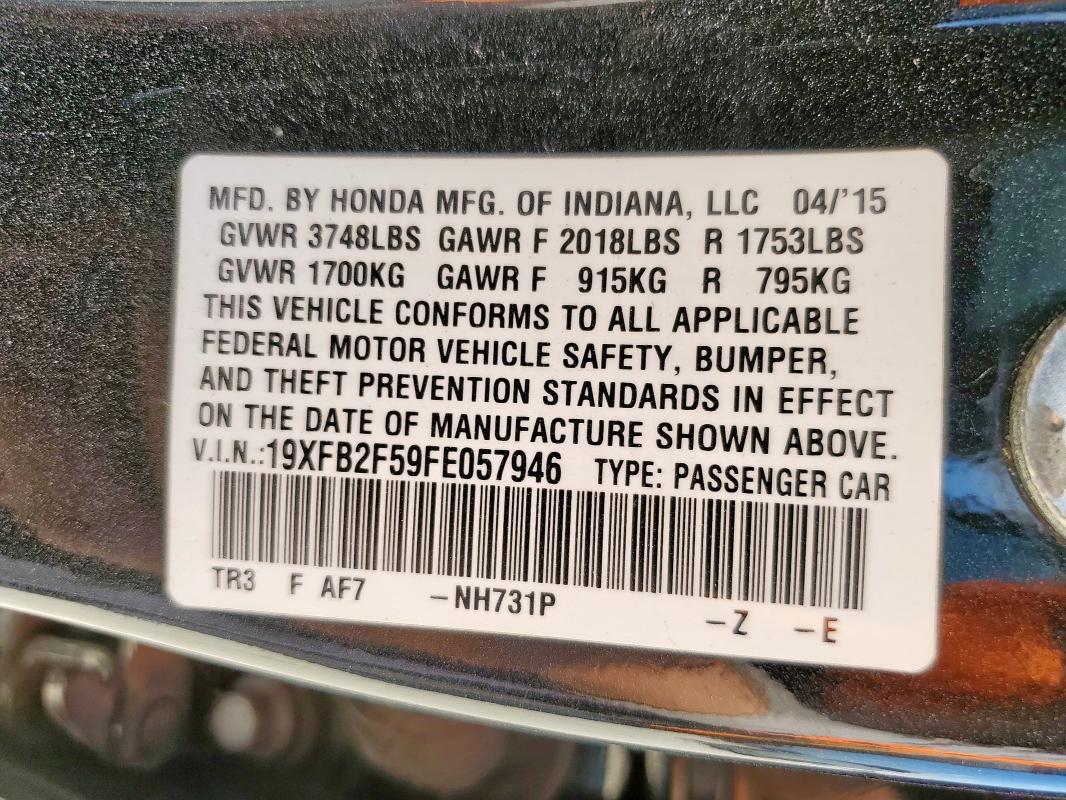 MFD. BY HONDA MFG. OF INDIANA, LLC 04/'15
GVWR 3748LBS GAWR F 2018LBS R 1753LBS
GVWR 1700KG GAWR F 915KG R 795KG
THIS VEHICLE CONFORMS TO ALL APPLICABLE
FEDERAL MOTOR VEHICLE SAFETY, BUMPER,
AND THEFT PREVENTION STANDARDS IN EFFECT
ON THE DATE OF MANUFACTURE SHOWN ABOVE.
V.I.N.:19XFB2F59FE057946 TYPE: PASSENGER CAR
TR3 F AF7 -NH731P -Z -E